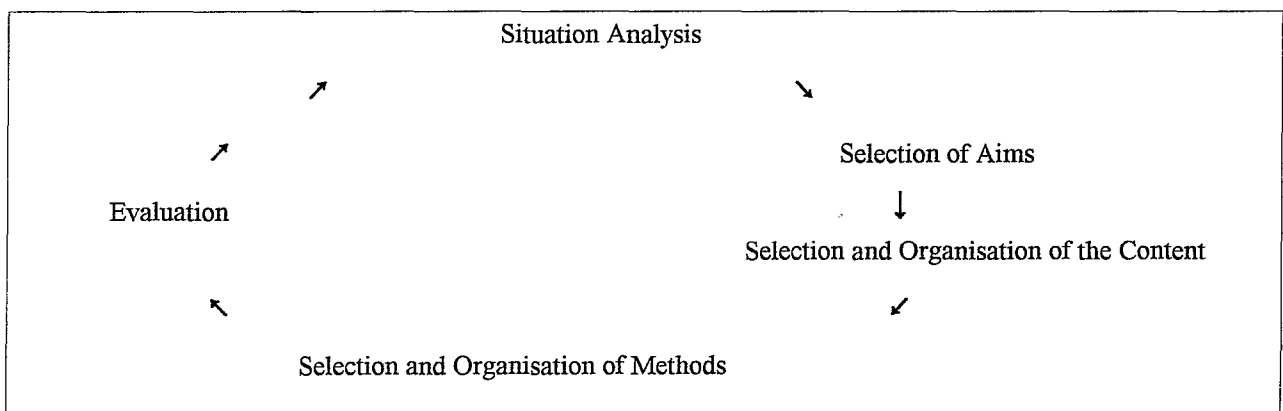 Situation Analysis
Selection of Aims
Evaluation
Selection and Organisation of the Content
Selection and Organisation of Methods